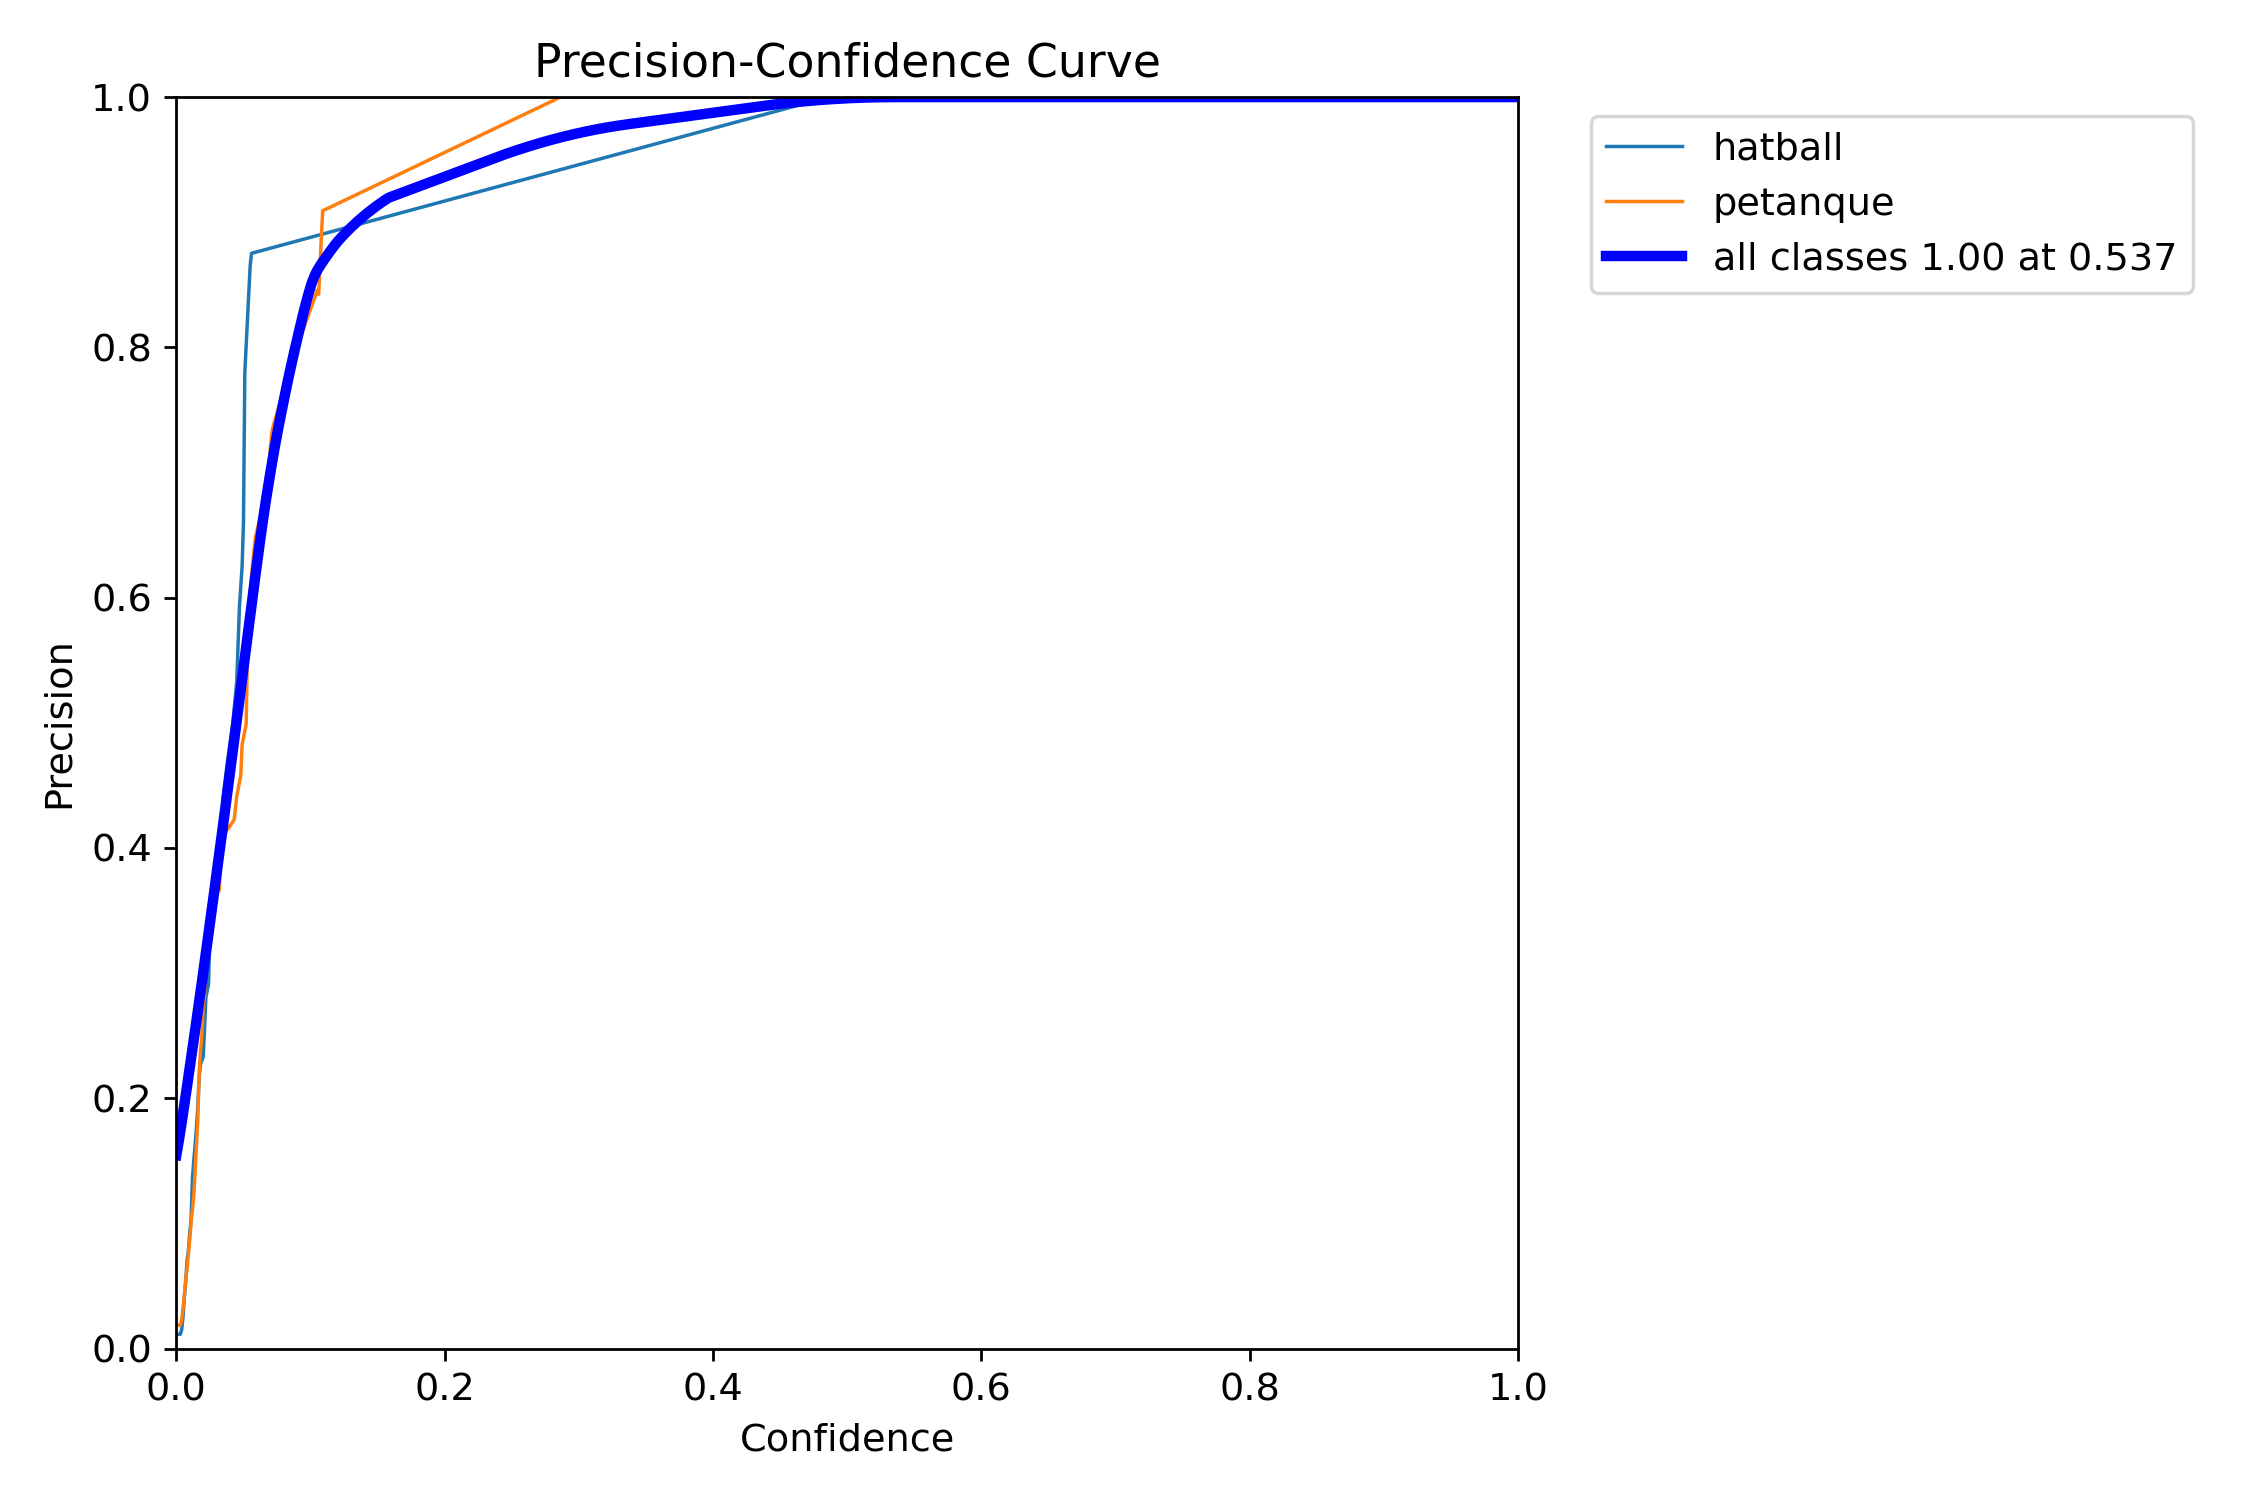 Precision-Confidence Curve
1.0
0.8
0.6
0.4
0.2
0.0
Precision
0.0 0.2 0.4 0.6 0.8 1.0
Confidence
hatball
petanque
all classes 1.00 at 0.537